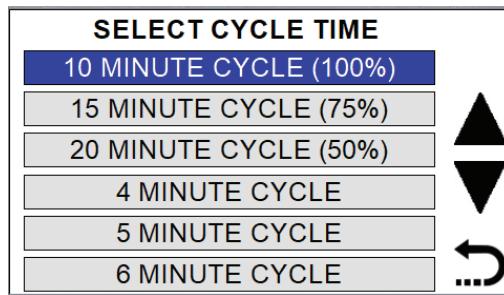 SELECT CYCLE TIME
10 MINUTE CYCLE (100%)
15 MINUTE CYCLE (75%)
20 MINUTE CYCLE (50%)
4 MINUTE CYCLE
5 MINUTE CYCLE
6 MINUTE CYCLE